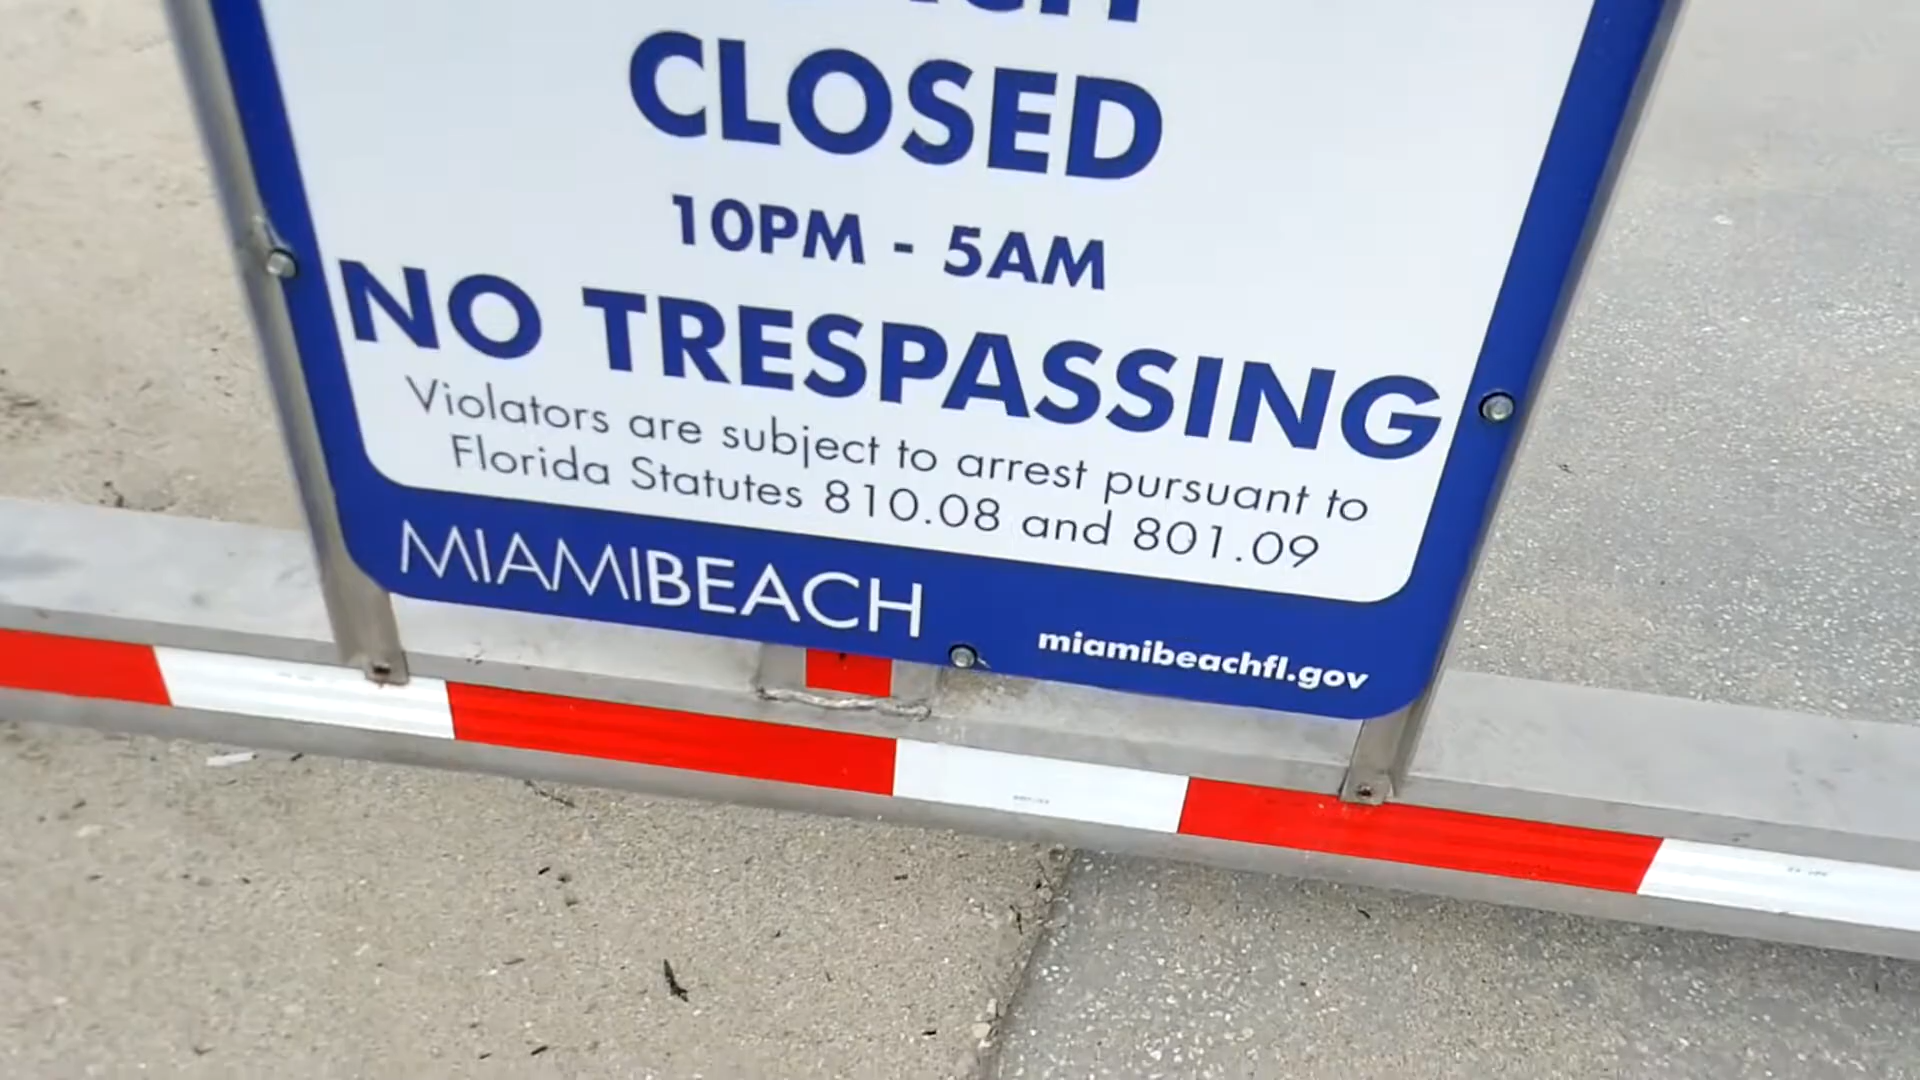 CLOSED
10PM - 5AM
NO TRESPASSING
Violators are subject to arrest pursuant to
Florida Statutes 810.08 and 801.09
MIAMIBEACH
miamibeachfl.gov